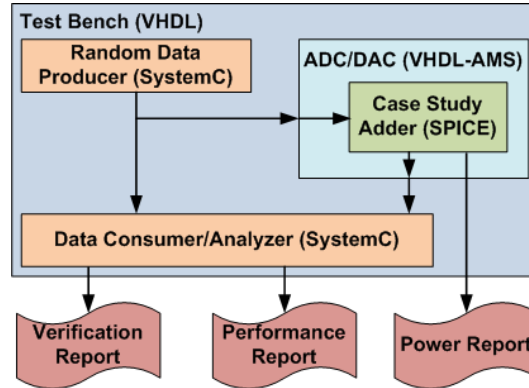 Test Bench (VHDL)
Random Data
Producer (SystemC)
ADC/DAC (VHDL-AMS)
Case Study
Adder (SPICE)
Data Consumer/Analyzer (SystemC)
Verification
Report
Performance
Report
Power Report